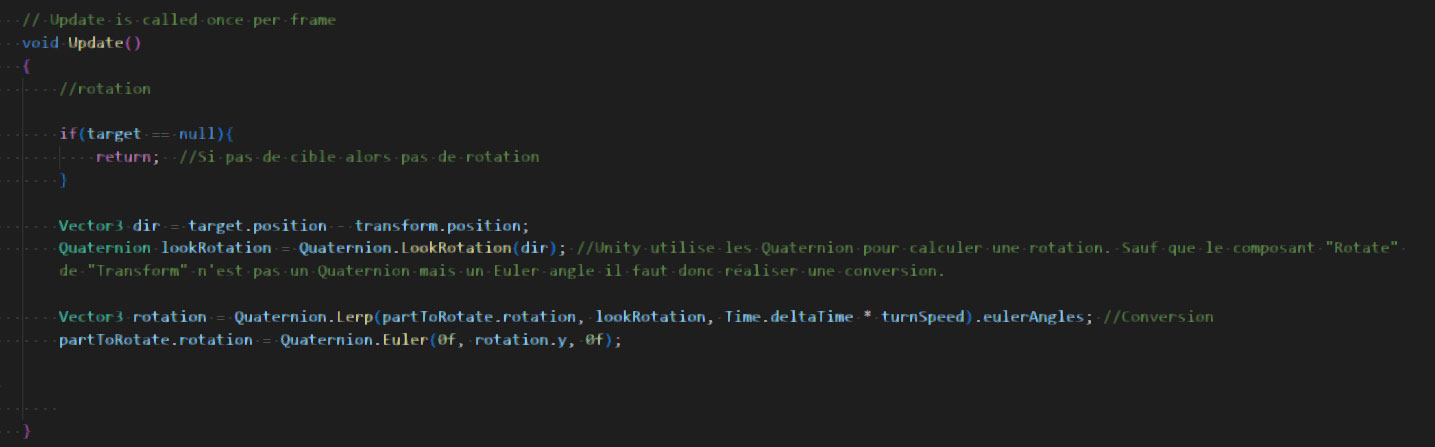 // Update is called once per frame
void Update()
{
//rotation
if(target == null){
return; //Si pas de cible alors pas de rotation
}
Vector3 dir = target.position - transform.position;
Quaternion lookRotation = Quaternion.LookRotation(dir); //Unity utilise les Quaternion pour calculer une rotation. Sauf que le composant "Rotate"
de "Transform" n'est pas un Quaternion mais un Euler angle il faut donc réaliser une conversion.
Vector3 rotation = Quaternion.Lerp(partToRotate.rotation, lookRotation, Time.deltaTime * turnSpeed).eulerAngles; //Conversion
partToRotate.rotation = Quaternion.Euler(0f, rotation.y, 0f);
}